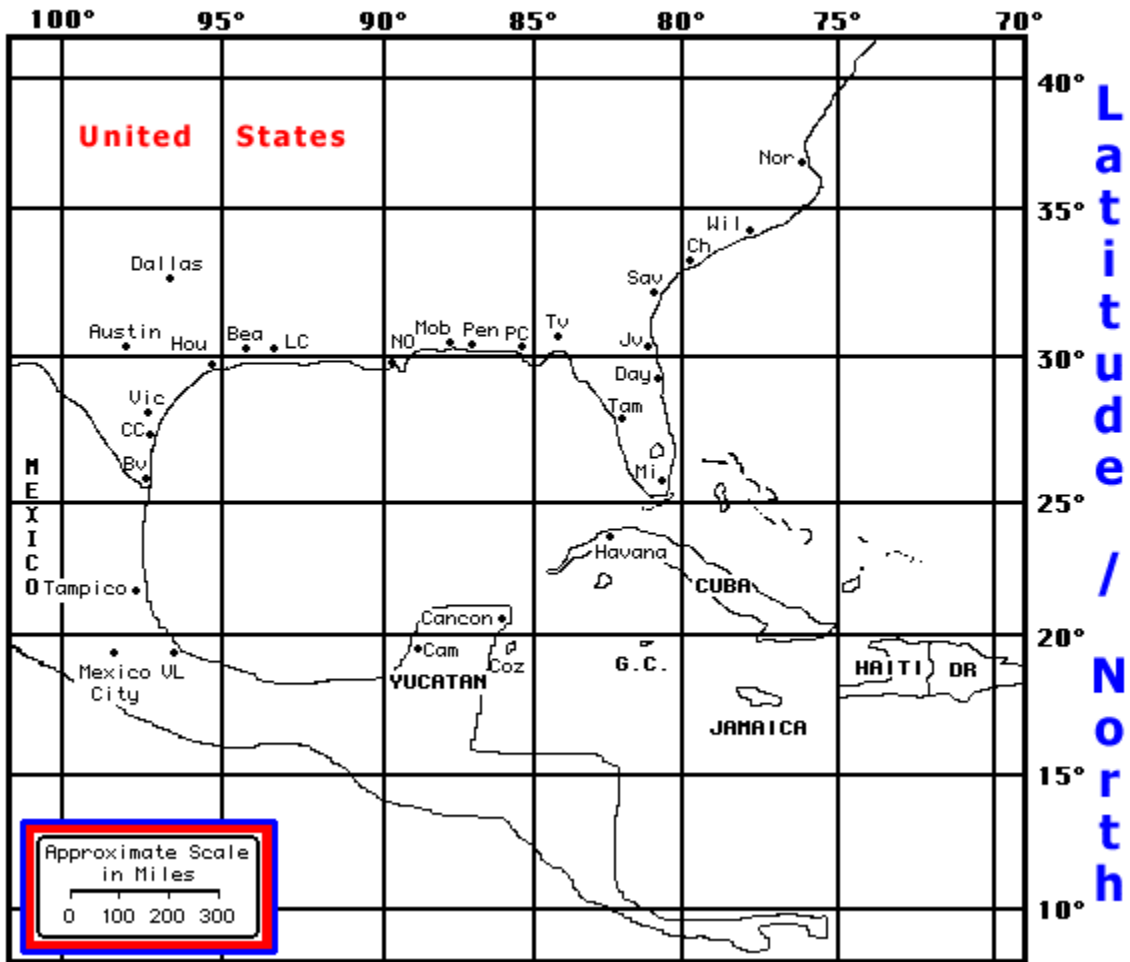 100° 95° 90° 85° 80° 75° 70°
40°
United States
Nor
35°
Wil
Ch
Dallas
Sav
Austin Hou Bea LC NO Mob Pen PC Tv Jv
30°
Day
Vic Tam
CC
Bv Mi
25°
MEXICO
Havana
Tampico CUBA
Cancon
20°
Cam Coz G.C. HAITI DR
Mexico VL
City
YUCATAN
JAMAICA
15°
Approximate Scale
in Miles
0 100 200 300
10°
Latitude / North